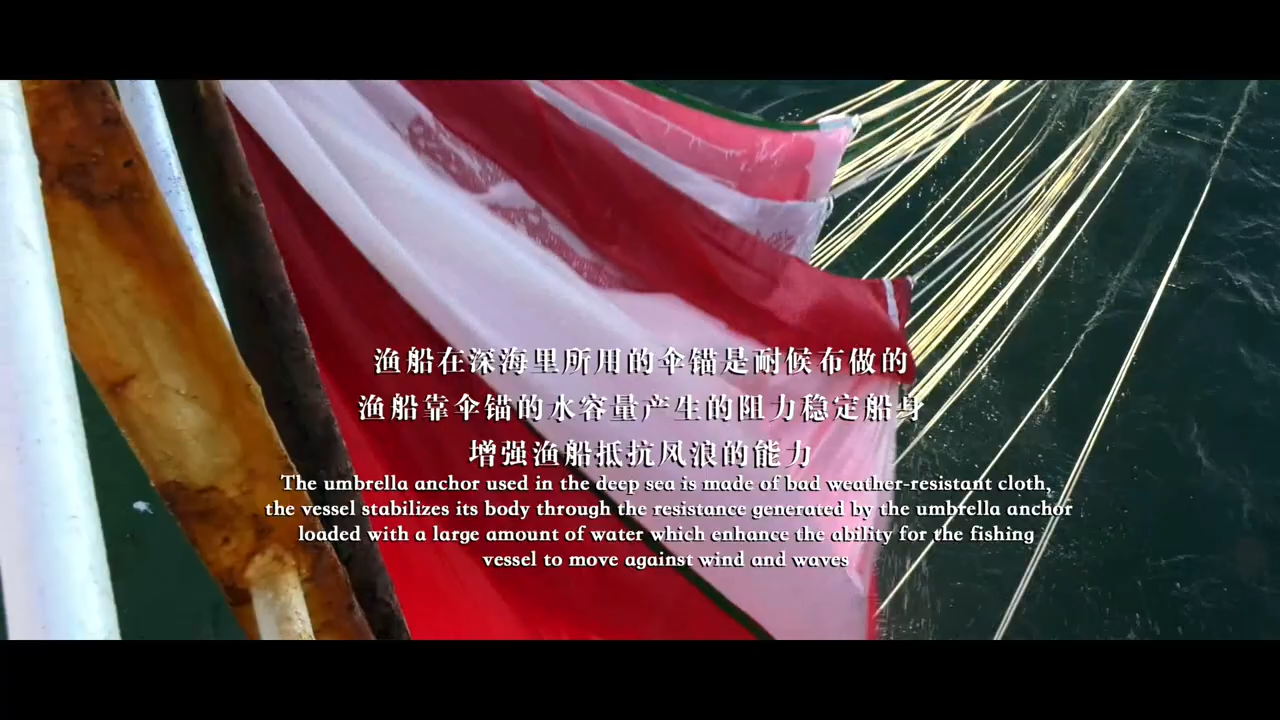 渔船在深海里所用的伞锚是耐候布做的
渔船靠伞锚的水容量产生的阻力稳定船身
增强渔船抵抗风浪的能力
The umbrella anchor used in the deep sea is made of bad weather-resistant cloth,
the vessel stabilizes its body through the resistance generated by the umbrella anchor
loaded with a large amount of water which enhance the ability for the fishing
vessel to move against wind and waves